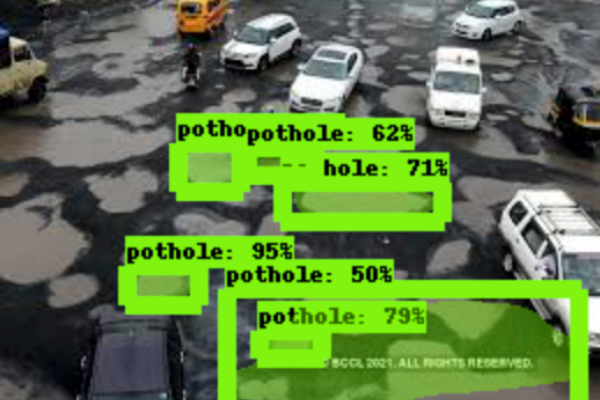 potho pothole: 62%
hole: 71%
pothole: 95%
pothole: 50%
pothole: 79%
BCCL 2021. ALL RIGHTS RESERVED.